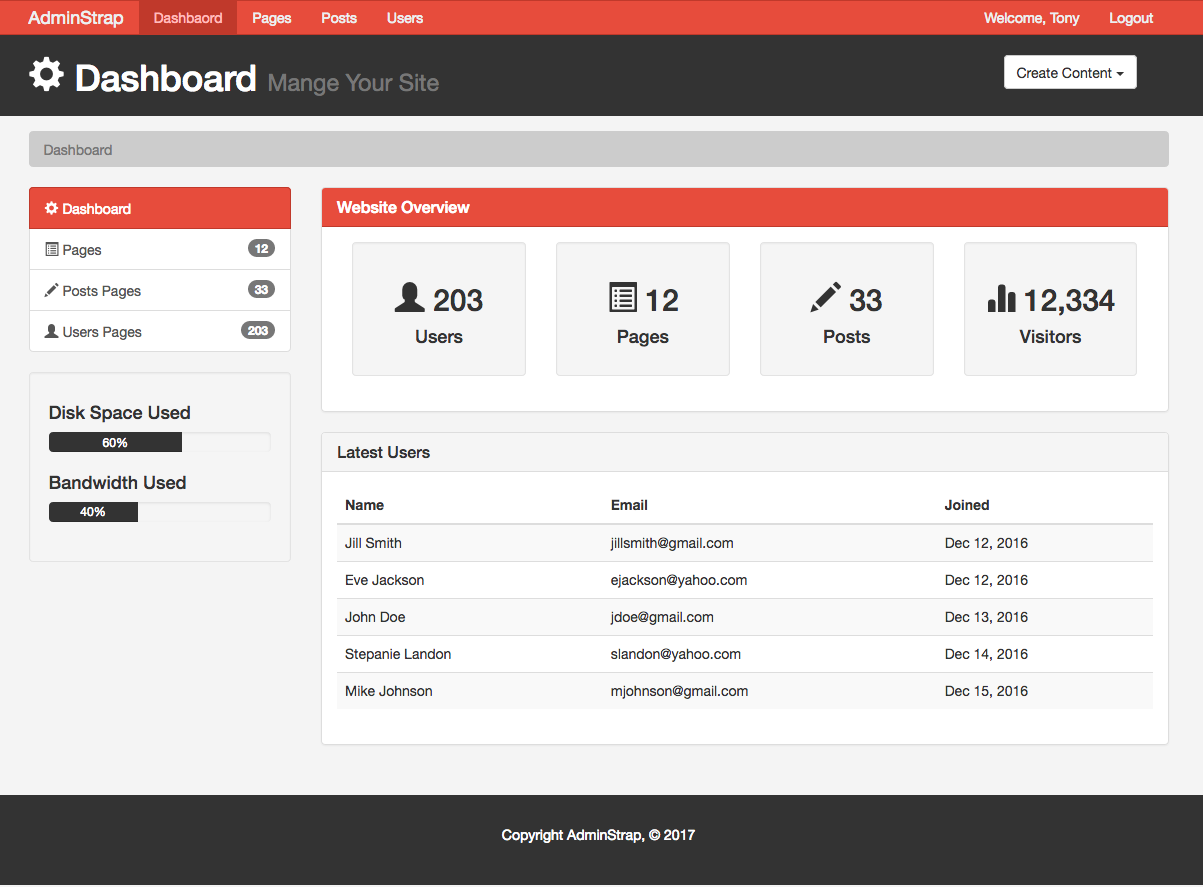 AdminStrap Dashbaord Pages Posts Users Welcome, Tony Logout
Dashboard Mange Your Site Create Content
Dashboard
Dashboard
Pages 12
Posts Pages 33
Users Pages 203
Disk Space Used
60%
Bandwidth Used
40%
Website Overview
203 Users
12 Pages
33 Posts
12,334 Visitors
Latest Users
Name Email Joined
Jill Smith jillsmith@gmail.com Dec 12, 2016
Eve Jackson ejackson@yahoo.com Dec 12, 2016
John Doe jdoe@gmail.com Dec 13, 2016
Stepanie Landon slandon@yahoo.com Dec 14, 2016
Mike Johnson mjohnson@gmail.com Dec 15, 2016
Copyright AdminStrap, © 2017